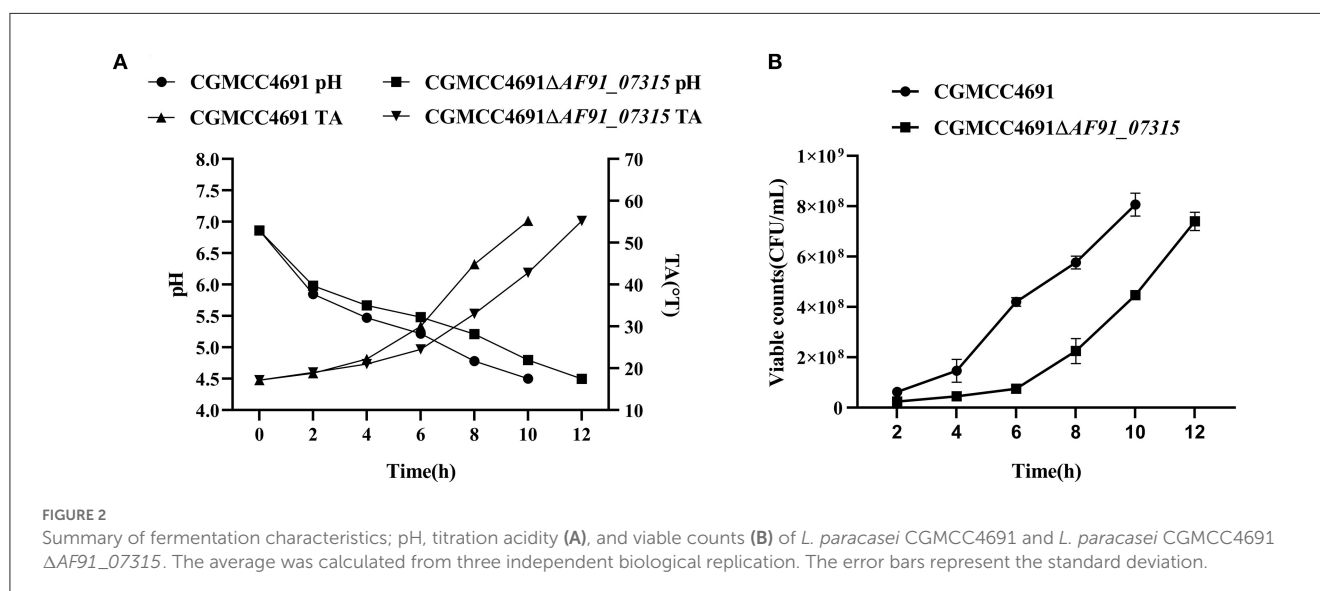 A
CGMCC4691 pH
CGMCC4691ΔAF91_07315 pH
CGMCC4691 TA
CGMCC4691ΔAF91_07315 TA
8.0
7.5
7.0
6.5
6.0
5.5
5.0
4.5
4.0
pH
70
60
50
40
30
20
10
TA(°T)
0 2 4 6 8 10 12
Time(h)
B
CGMCC4691
CGMCC4691ΔAF91_07315
1×10⁹
8×10⁸
6×10⁸
4×10⁸
2×10⁸
0
Viable counts(CFU/mL)
2 4 6 8 10 12
Time(h)
FIGURE 2
Summary of fermentation characteristics; pH, titration acidity (A), and viable counts (B) of L. paracasei CGMCC4691 and L. paracasei CGMCC4691
ΔAF91_07315. The average was calculated from three independent biological replication. The error bars represent the standard deviation.